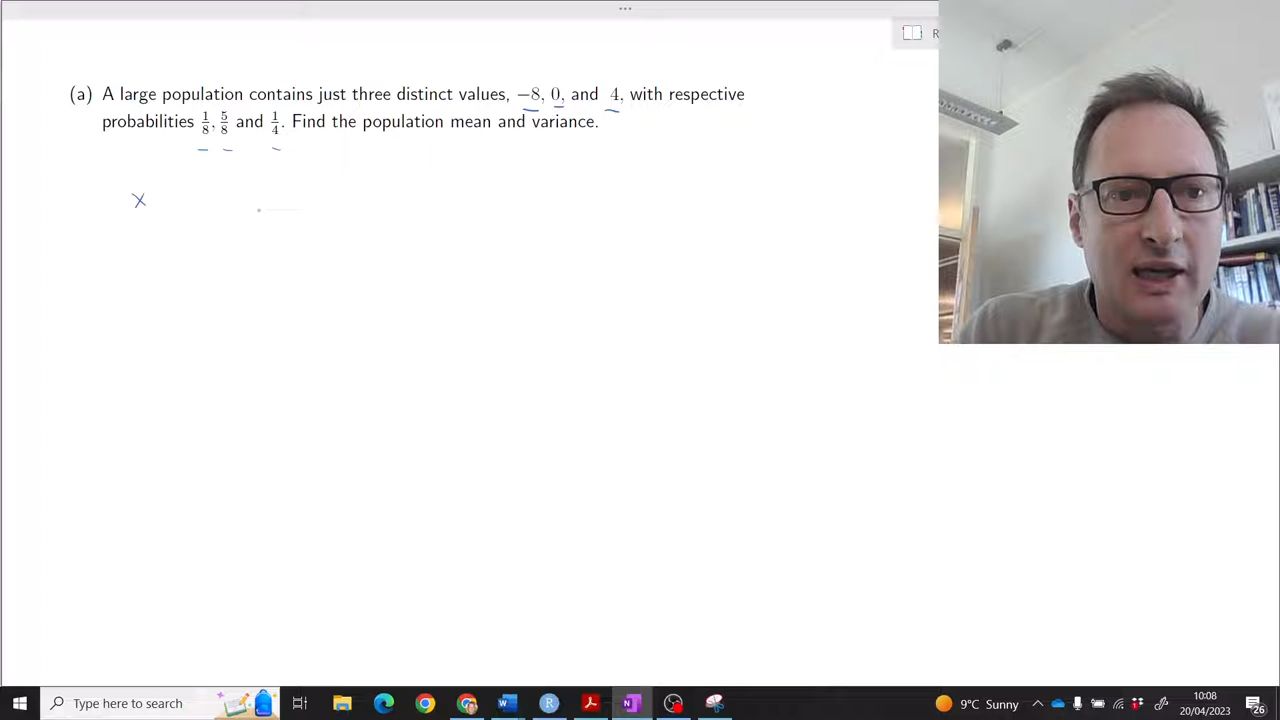 R
(a) A large population contains just three distinct values, −8, 0, and 4, with respective
probabilities 1/8, 5/8 and 1/4. Find the population mean and variance.
x
Type here to search
9°C Sunny
10:08
20/04/2023
26